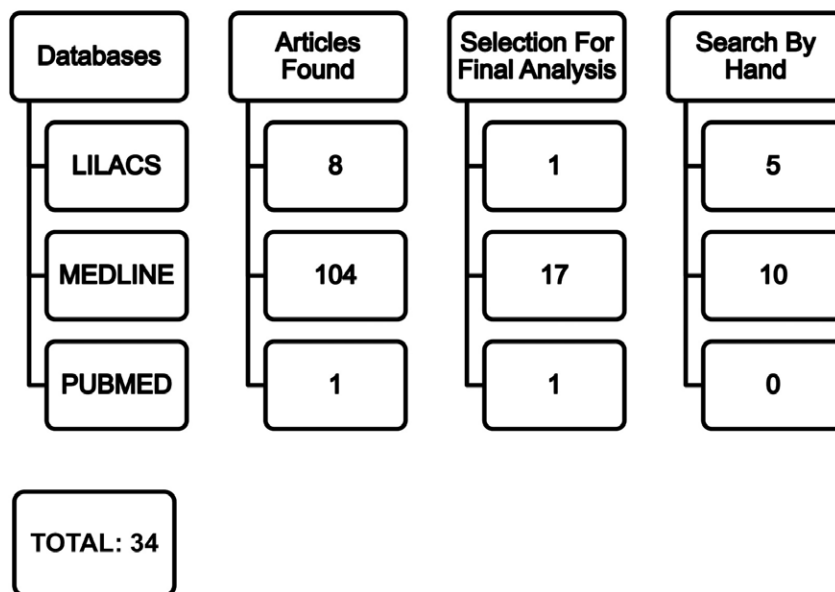 Databases
Articles
Found
Selection For
Final Analysis
Search By
Hand
LILACS
8
1
5
MEDLINE
104
17
10
PUBMED
1
1
0
TOTAL: 34